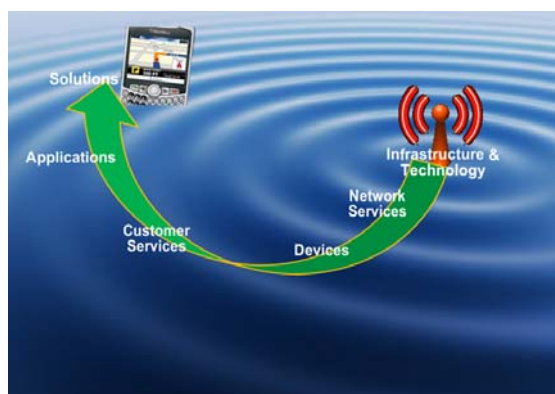 Solutions
Applications
Customer
Services
Devices
Network
Services
Infrastructure &
Technology